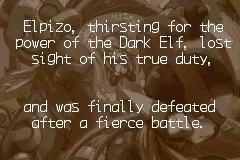 Elpizo, thirsting for the
power of the Dark Elf, lost
sight of his true duty,
and was finally defeated
after a fierce battle.